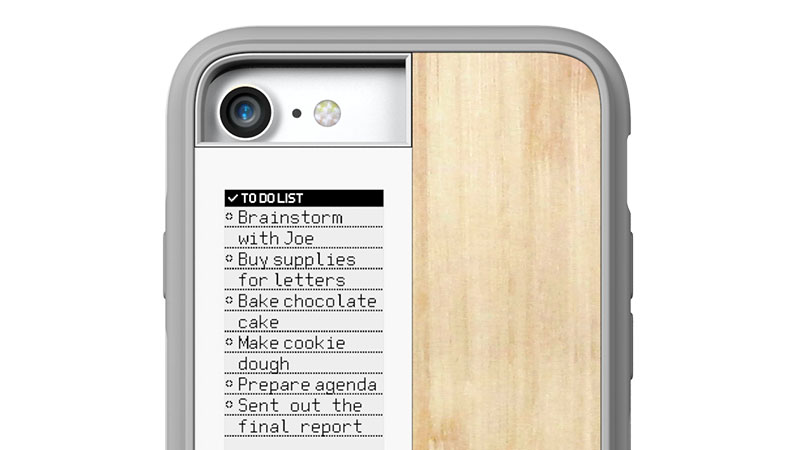 TO DO LIST
Brainstorm
with Joe
Buy supplies
for letters
Bake chocolate
cake
Make cookie
dough
Prepare agenda
Sent out the
final report